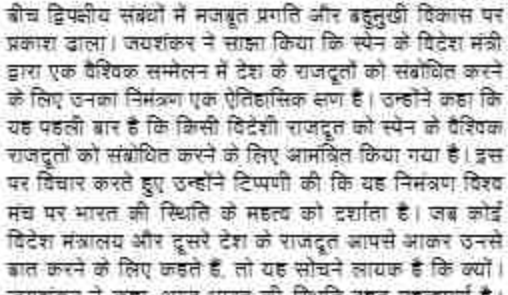 बीच द्विपक्षीय संबंधों में मजबूत प्रगति और बहुमुखी विकास पर
प्रकाश डाला। जयशंकर ने साझा किया कि स्पेन के विदेश मंत्री
द्वारा एक वैश्विक सम्मेलन में देश के राजदूतों को संबोधित करने
के लिए उनका निमंत्रण एक ऐतिहासिक क्षण है। उन्होंने कहा कि
यह पहली बार है कि किसी विदेशी राजदूत को स्पेन के वैश्विक
राजदूतों को संबोधित करने के लिए आमंत्रित किया गया है। इस
पर विचार करते हुए उन्होंने टिप्पणी की कि यह निमंत्रण विश्व
मंच पर भारत की स्थिति के महत्व को दर्शाता है। जब कोई
विदेश मंत्रालय और दूसरे देश के राजदूत आपसे आकर उनसे
बात करने के लिए कहते हैं, तो यह सोचने लायक है कि क्यों।